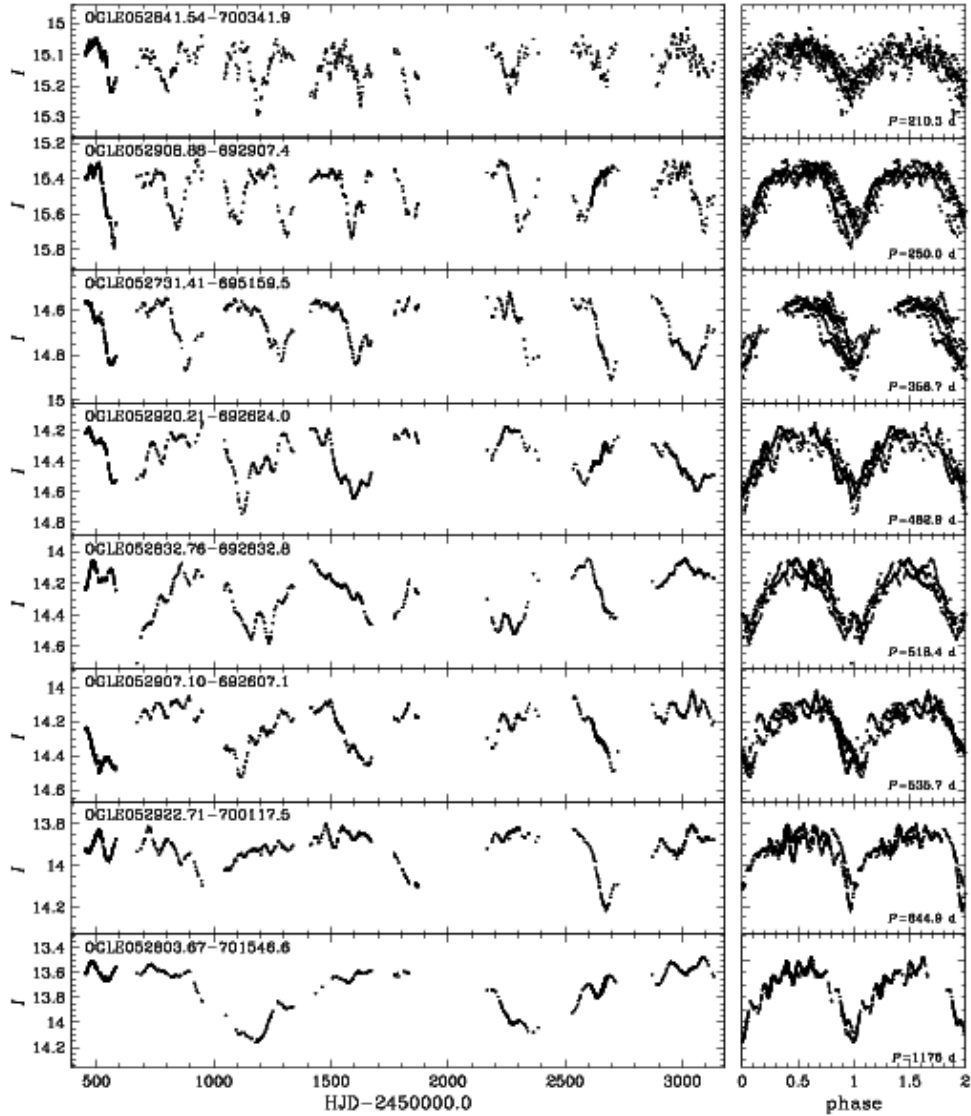 OGLE052841.54-700341.9
15
15.1
15.2
15.3
I
P=210.3 d
OGLE052908.88-692907.4
15.2
15.4
15.6
15.8
I
P=250.0 d
OGLE052731.41-695159.5
14.6
14.8
15
I
P=356.7 d
OGLE052920.21-692624.0
14.2
14.4
14.6
14.8
I
P=482.9 d
OGLE052832.76-692832.8
14
14.2
14.4
14.6
I
P=518.4 d
OGLE052907.10-692607.1
14
14.2
14.4
14.6
I
P=535.7 d
OGLE052922.71-700117.5
13.8
14
14.2
I
P=644.9 d
OGLE052803.67-701546.6
13.4
13.6
13.8
14
14.2
I
P=1176 d
500 1000 1500 2000 2500 3000
0 0.5 1 1.5 2
HJD-2450000.0
phase